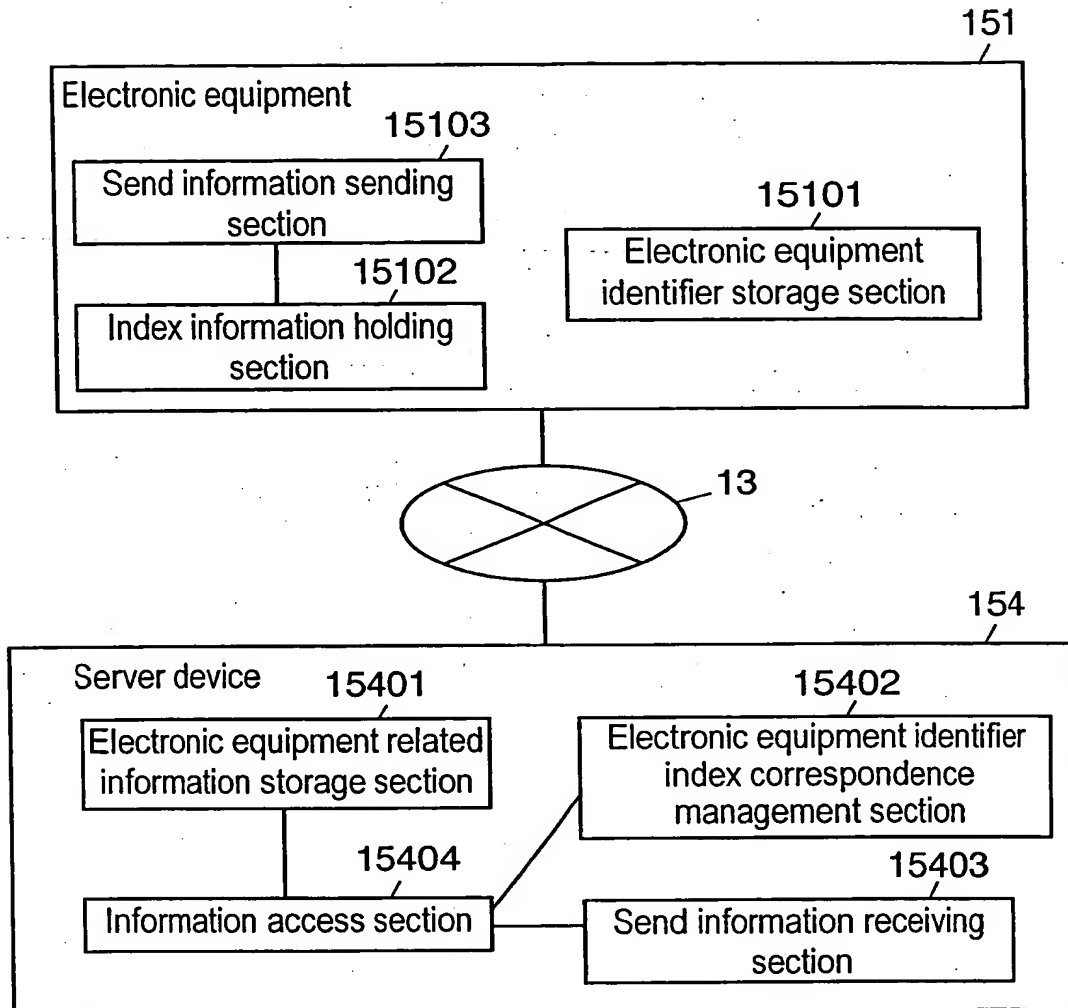 151
Electronic equipment
15103
Send information sending
section
15101
Electronic equipment
identifier storage section
15102
Index information holding
section
13
154
Server device
15401
Electronic equipment related
information storage section
15402
Electronic equipment identifier
index correspondence
management section
15404
Information access section
15403
Send information receiving
section